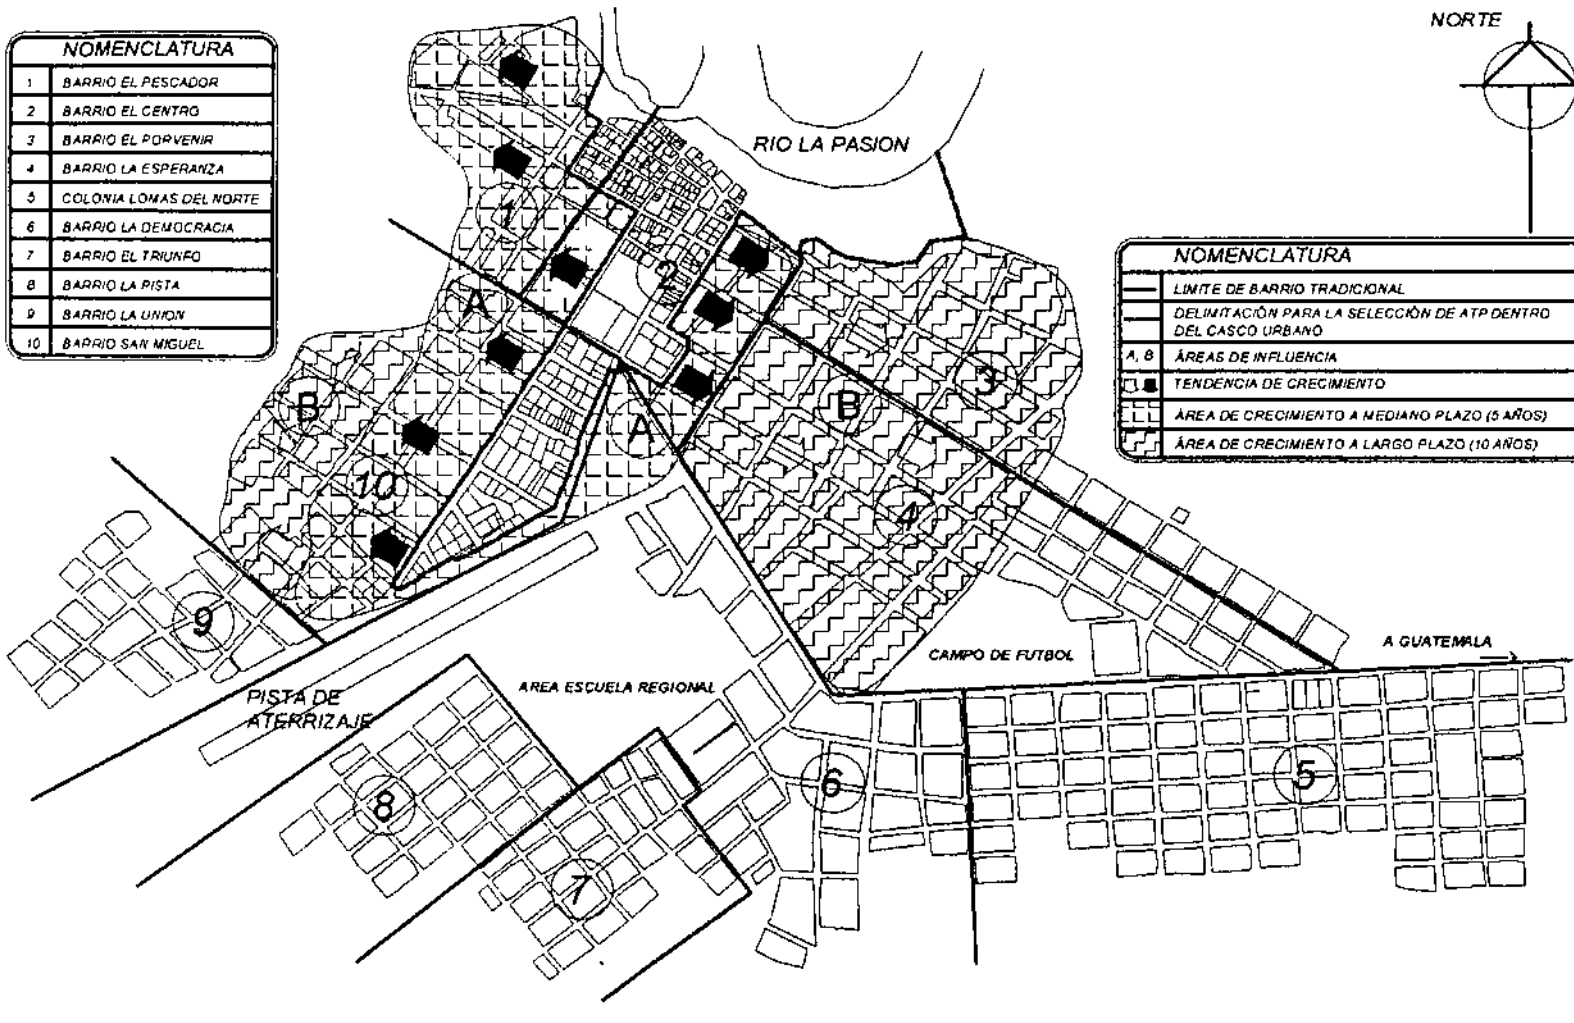 NORTE
NOMENCLATURA
1 BARRIO EL PESCADOR
2 BARRIO EL CENTRO
3 BARRIO EL PORVENIR
4 BARRIO LA ESPERANZA
5 COLONIA LOMAS DEL NORTE
6 BARRIO LA DEMOCRACIA
7 BARRIO EL TRIUNFO
8 BARRIO LA PISTA
9 BARRIO LA UNION
10 BARRIO SAN MIGUEL
RIO LA PASION
NOMENCLATURA
LIMITE DE BARRIO TRADICIONAL
DELIMITACIÓN PARA LA SELECCIÓN DE ATP DENTRO
DEL CASCO URBANO
A, B ÁREAS DE INFLUENCIA
TENDENCIA DE CRECIMIENTO
ÁREA DE CRECIMIENTO A MEDIANO PLAZO (5 AÑOS)
ÁREA DE CRECIMIENTO A LARGO PLAZO (10 AÑOS)
1
2
A
3
B
B
A
10
4
9
CAMPO DE FUTBOL
A GUATEMALA
PISTA DE
ATERRIZAJE
AREA ESCUELA REGIONAL
8
6
5
7